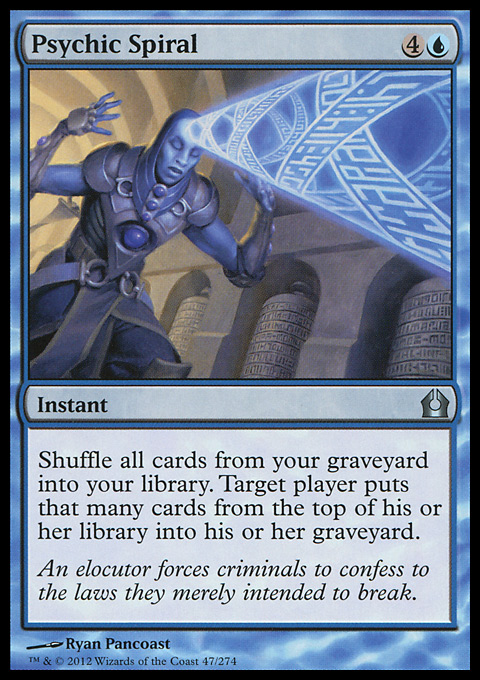 Psychic Spiral 4
Instant
Shuffle all cards from your graveyard
into your library. Target player puts
that many cards from the top of his or
her library into his or her graveyard.
An elocutor forces criminals to confess to
the laws they merely intended to break.
Ryan Pancoast
™ & © 2012 Wizards of the Coast 47/274